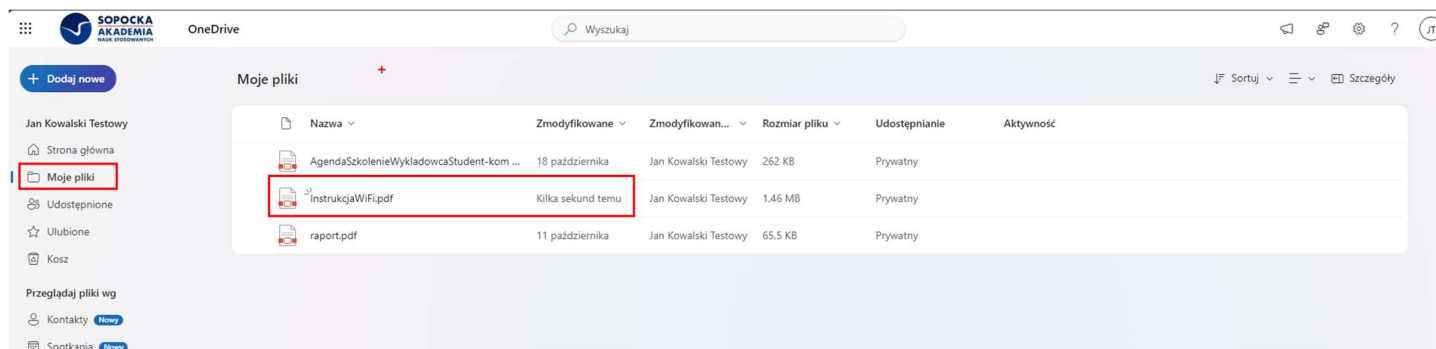 SOPOCKA
AKADEMIA
NAUK STOSOWANYCH
OneDrive
Wyszukaj
?
JT
+ Dodaj nowe
Moje pliki
Sortuj
Szczegóły
Jan Kowalski Testowy
Strona główna
Moje pliki
Udostępnione
Ulubione
Kosz
Przeglądaj pliki wg
Kontakty Nowy
Spotkania Nowy
Nazwa Zmodyfikowane Zmodyfikowan... Rozmiar pliku Udostępnianie Aktywność
AgendaSzkolenieWykladowcaStudent-kom ... 18 października Jan Kowalski Testowy 262 KB Prywatny
InstrukcjaWiFi.pdf Kilka sekund temu Jan Kowalski Testowy 1,46 MB Prywatny
raport.pdf 11 października Jan Kowalski Testowy 65,5 KB Prywatny